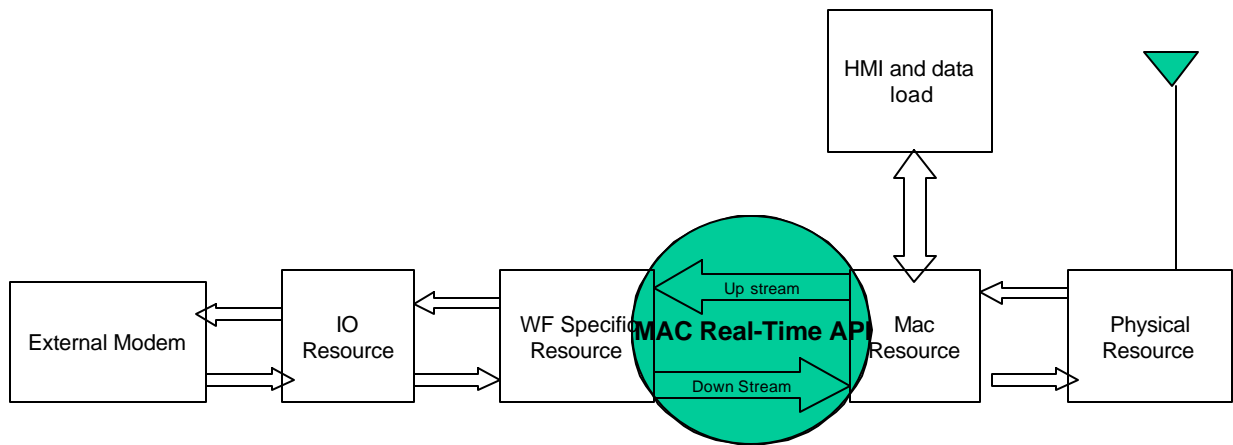 HMI and data
load
Up stream
External Modem
IO
Resource
WF Specific
Resource
MAC Real-Time API
Mac
Resource
Physical
Resource
Down Stream